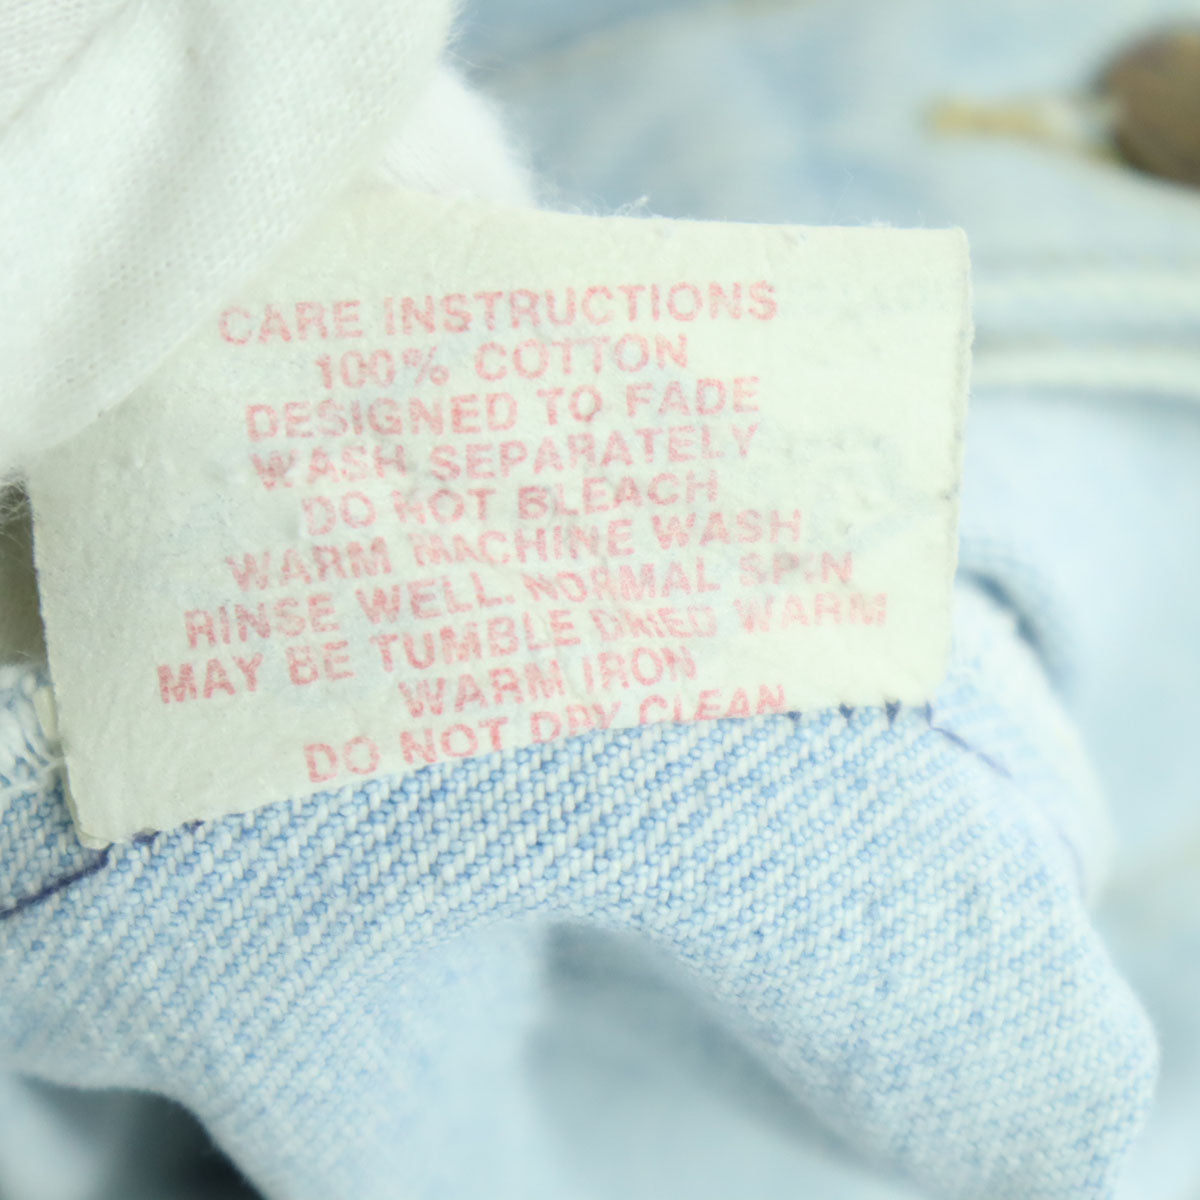 CARE INSTRUCTIONS
100% COTTON
DESIGNED TO FADE
WASH SEPARATELY
DO NOT BLEACH
WARM MACHINE WASH
RINSE WELL. NORMAL SPIN
MAY BE TUMBLE DRIED WARM
WARM IRON
DO NOT DRY CLEAN